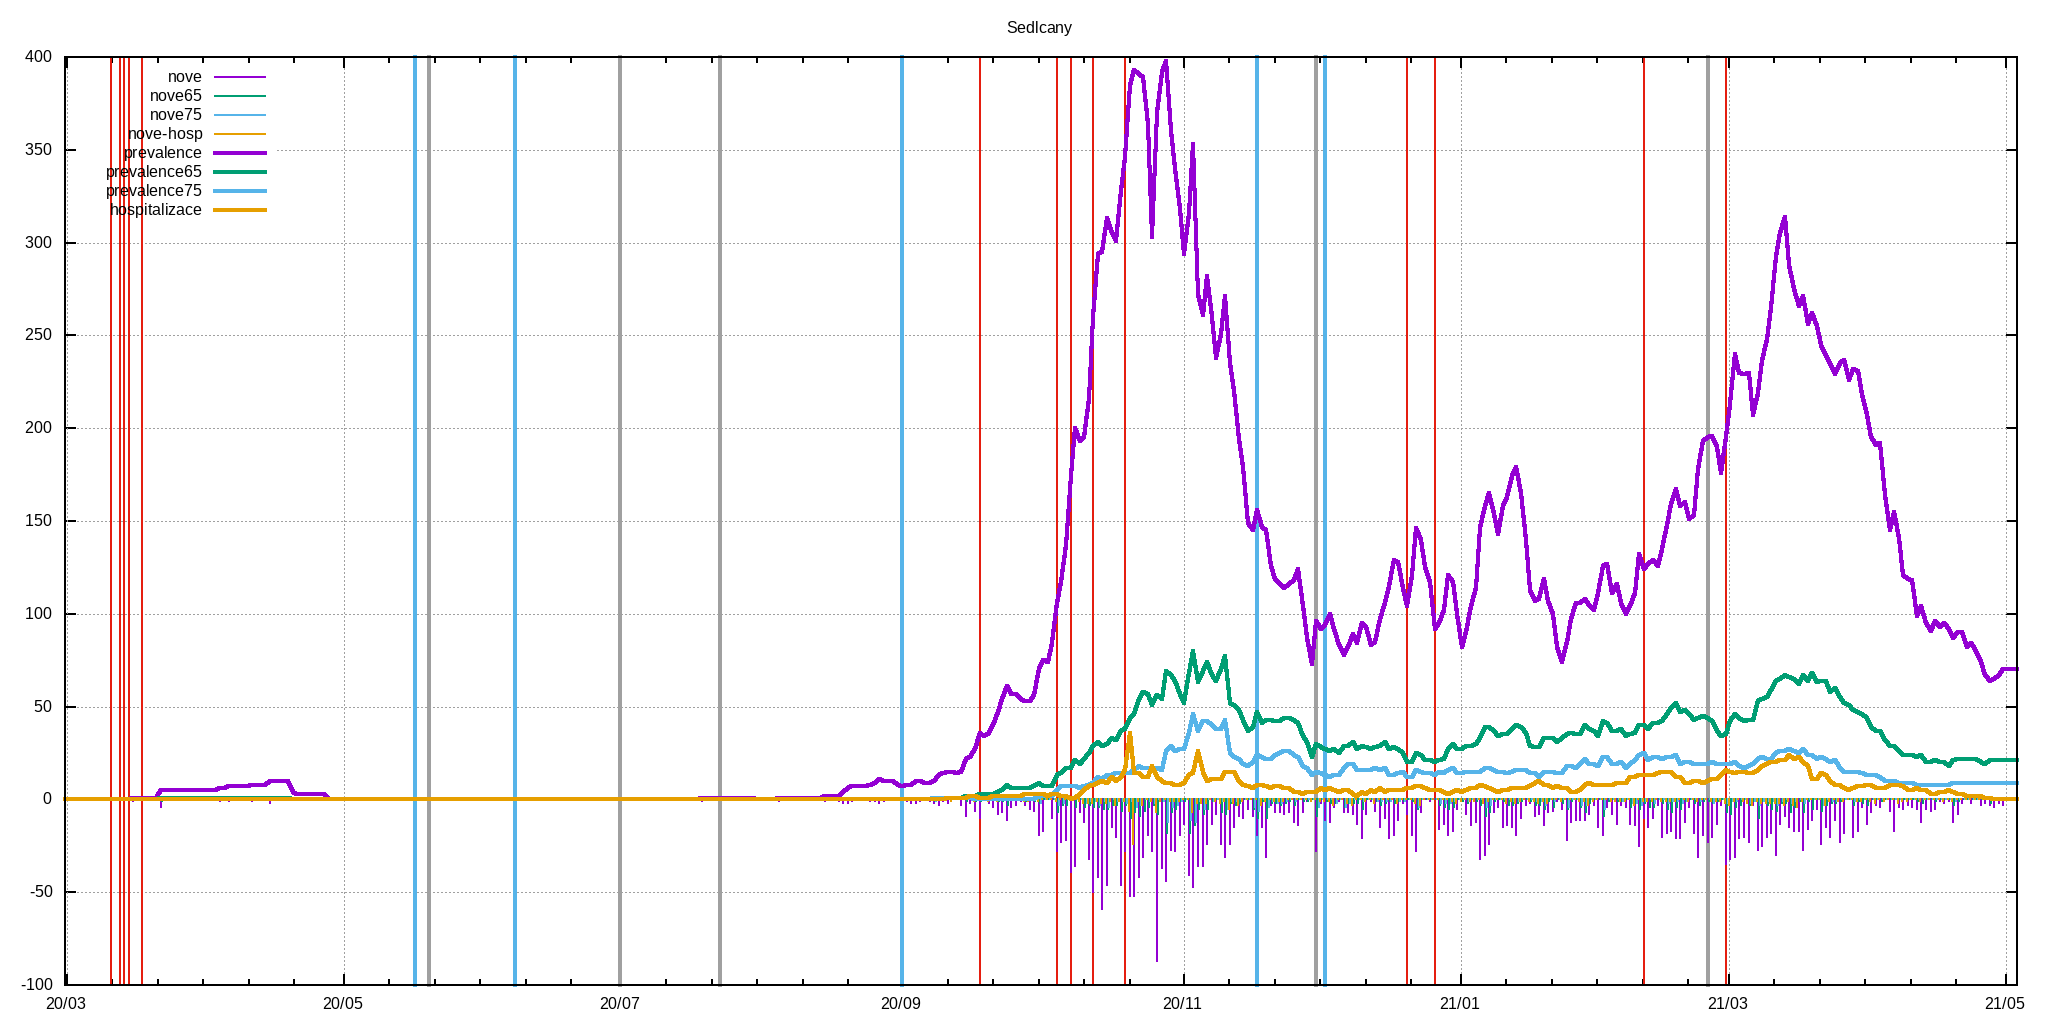 Sedlcany
400
350
300
250
200
150
100
50
0
-50
-100
nove
nove65
nove75
nove-hosp
prevalence
prevalence65
prevalence75
hospitalizace
20/03 20/05 20/07 20/09 20/11 21/01 21/03 21/05